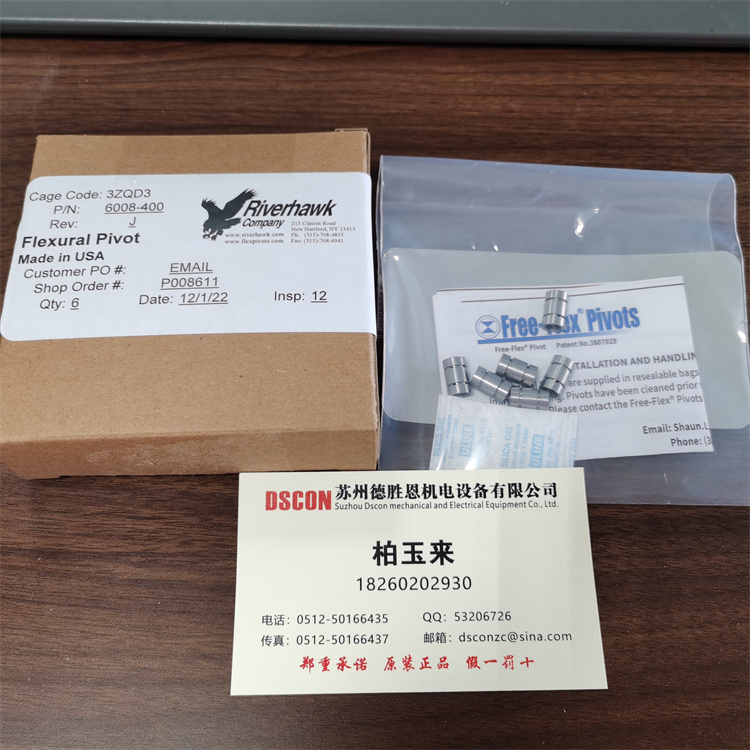 Cage Code: 3ZQD3
P/N: 6008-400
Rev: J
Flexural Pivot
Made in USA
Customer PO #: EMAIL
Shop Order #: P008611
Qty: 6 Date: 12/1/22 Insp: 12
Riverhawk
Company
215 Clinton Road
New Hartford, NY 13413
www.riverhawk.com Ph: (315)-768-4855
www.flexpivots.com Fax: (315)-768-4941
Free-Flex® Pivots
Free-Flex® Pivot Patent No.3807029
TALLATION AND HANDLIN
are supplied in resealable bags
ng. Pivots have been cleaned prior
please contact the Free-Flex® Pivots
Email: Shaun.L
Phone: (3
SILICA GEL
DSCON 苏州德胜恩机电设备有限公司
Suzhou Dscon mechanical and Electrical Equipment Co., Ltd.
柏玉来
18260202930
电话：0512-50166435 QQ：53206726
传真：0512-50166437 邮箱：dsconzc@sina.com
郑重承诺 原装正品 假一罚十